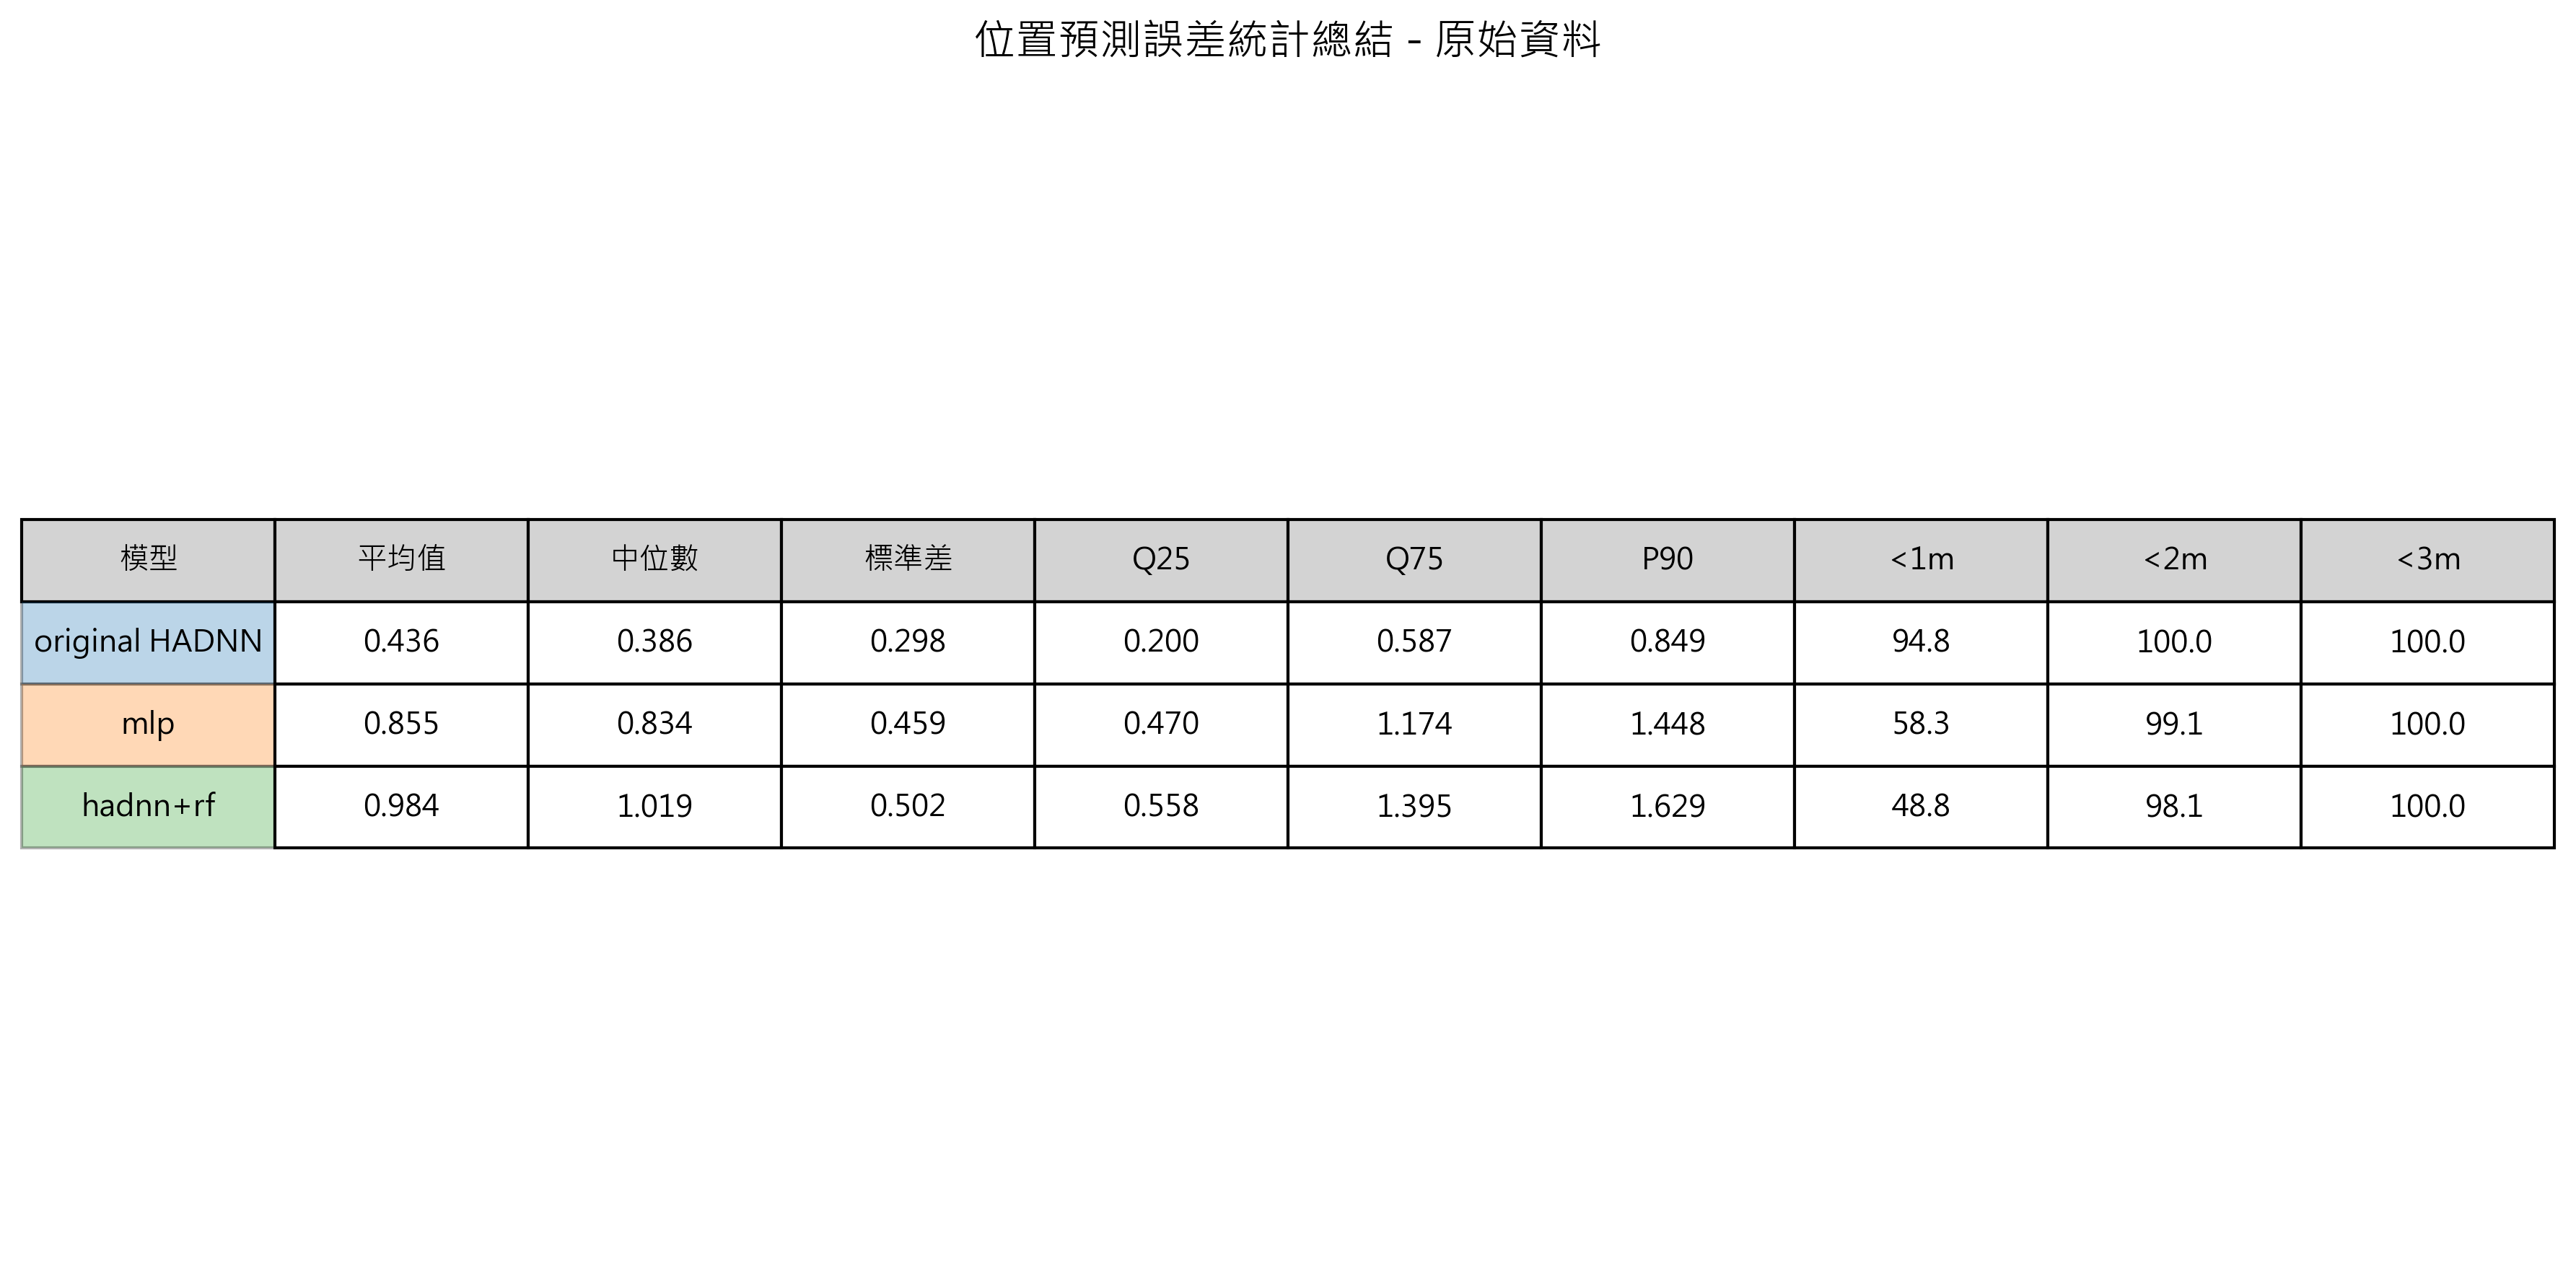 位置預測誤差統計總結 - 原始資料
模型 平均值 中位數 標準差 Q25 Q75 P90 <1m <2m <3m
original HADNN 0.436 0.386 0.298 0.200 0.587 0.849 94.8 100.0 100.0
mlp 0.855 0.834 0.459 0.470 1.174 1.448 58.3 99.1 100.0
hadnn+rf 0.984 1.019 0.502 0.558 1.395 1.629 48.8 98.1 100.0